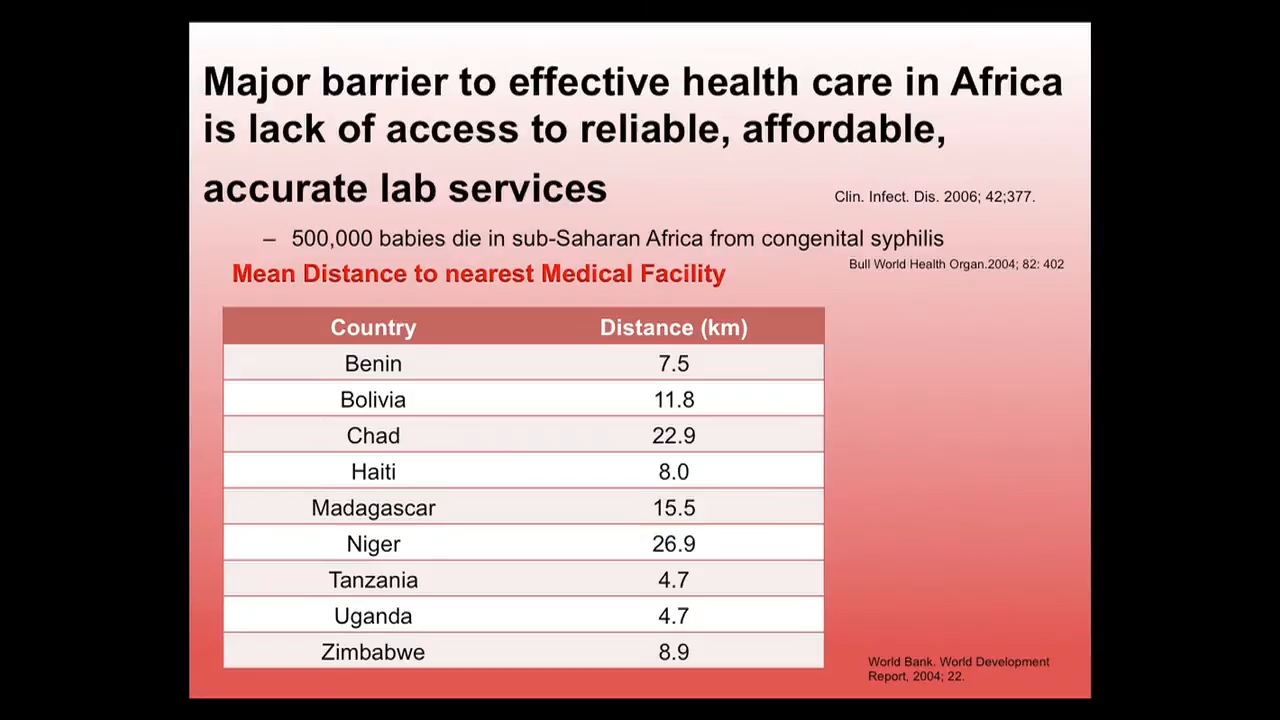 Major barrier to effective health care in Africa
is lack of access to reliable, affordable,
accurate lab services
Clin. Infect. Dis. 2006; 42;377.
– 500,000 babies die in sub-Saharan Africa from congenital syphilis
Bull World Health Organ.2004; 82: 402
Mean Distance to nearest Medical Facility
Country Distance (km)
Benin 7.5
Bolivia 11.8
Chad 22.9
Haiti 8.0
Madagascar 15.5
Niger 26.9
Tanzania 4.7
Uganda 4.7
Zimbabwe 8.9
World Bank. World Development
Report, 2004; 22.